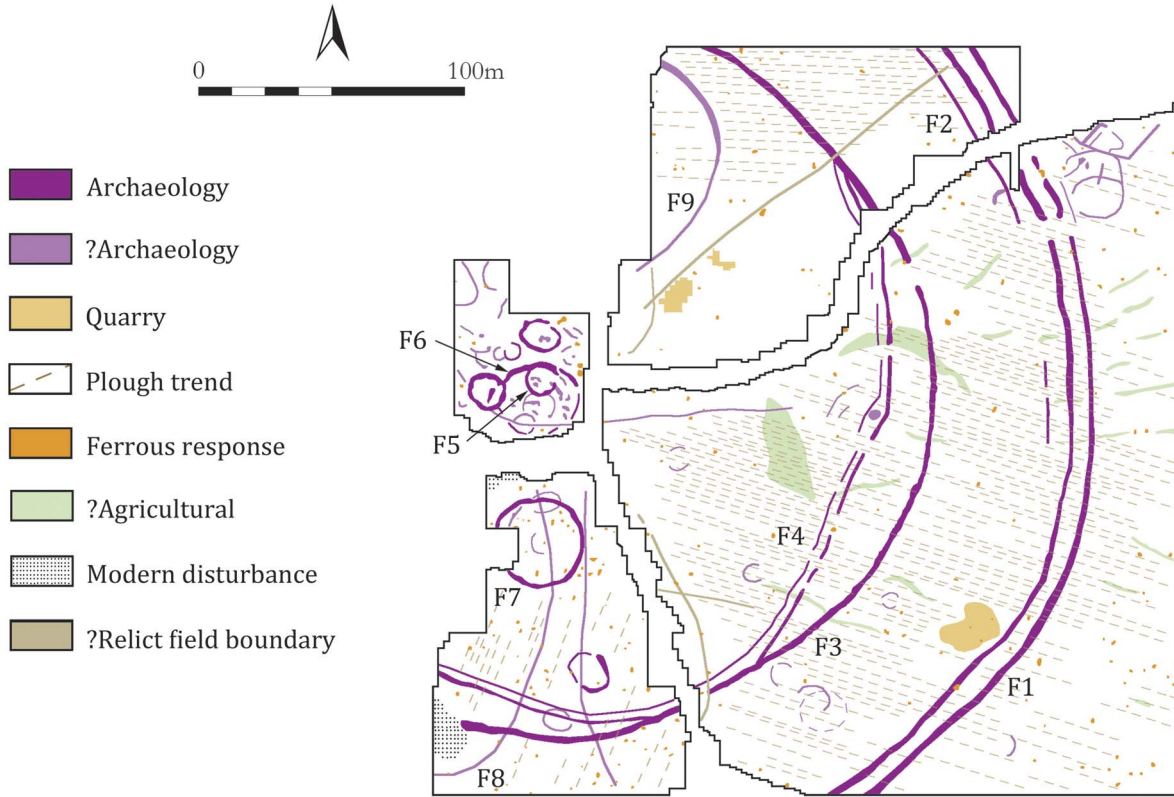 0 100m
Archaeology
?Archaeology
Quarry
Plough trend
Ferrous response
?Agricultural
Modern disturbance
?Relict field boundary
F2
F9
F6
F5
F4
F7
F3
F1
F8